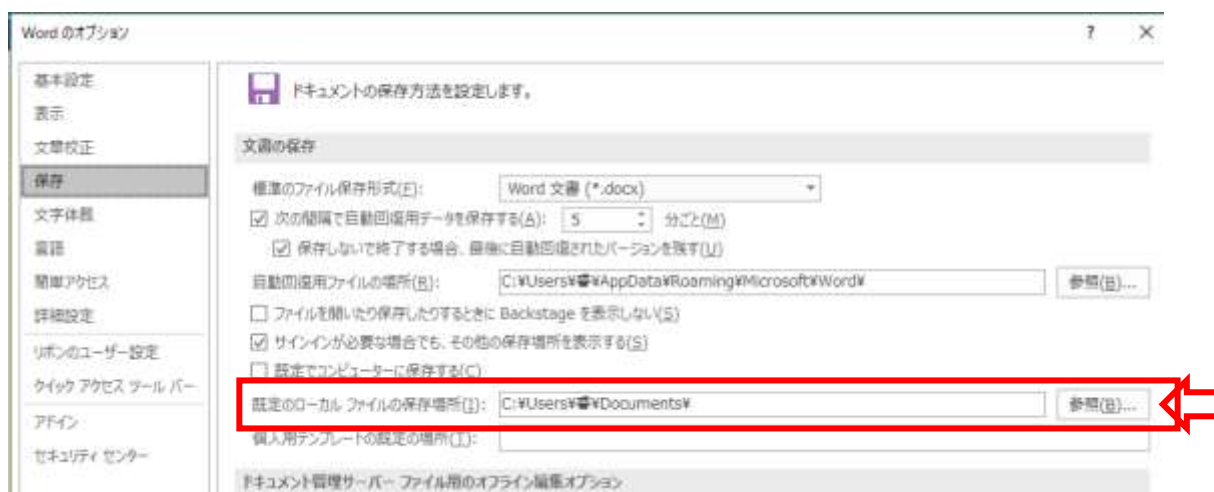 Word のオプション
? ×
基本設定
表示
文章校正
保存
文字体裁
言語
簡単アクセス
詳細設定
リボンのユーザー設定
クイック アクセス ツール バー
アドイン
セキュリティ センター
ドキュメントの保存方法を設定します。
文書の保存
標準のファイル保存形式(F): Word 文書 (*.docx)
次の間隔で自動回復用データを保存する(A): 5 分ごと(M)
保存しないで終了する場合、最後に自動回復されたバージョンを残す(U)
自動回復用ファイルの場所(R): C:¥Users¥ ¥AppData¥Roaming¥Microsoft¥Word¥ 参照(B)...
ファイルを開いたり保存したりするときに Backstage を表示しない(S)
サインインが必要な場合でも、その他の保存場所を表示する(S)
既定でコンピューターに保存する(C)
既定のローカル ファイルの保存場所(I): C:¥Users¥ ¥Documents¥ 参照(B)...
個人用テンプレートの既定の場所(T):
ドキュメント管理サーバー ファイル用のオフライン編集オプション